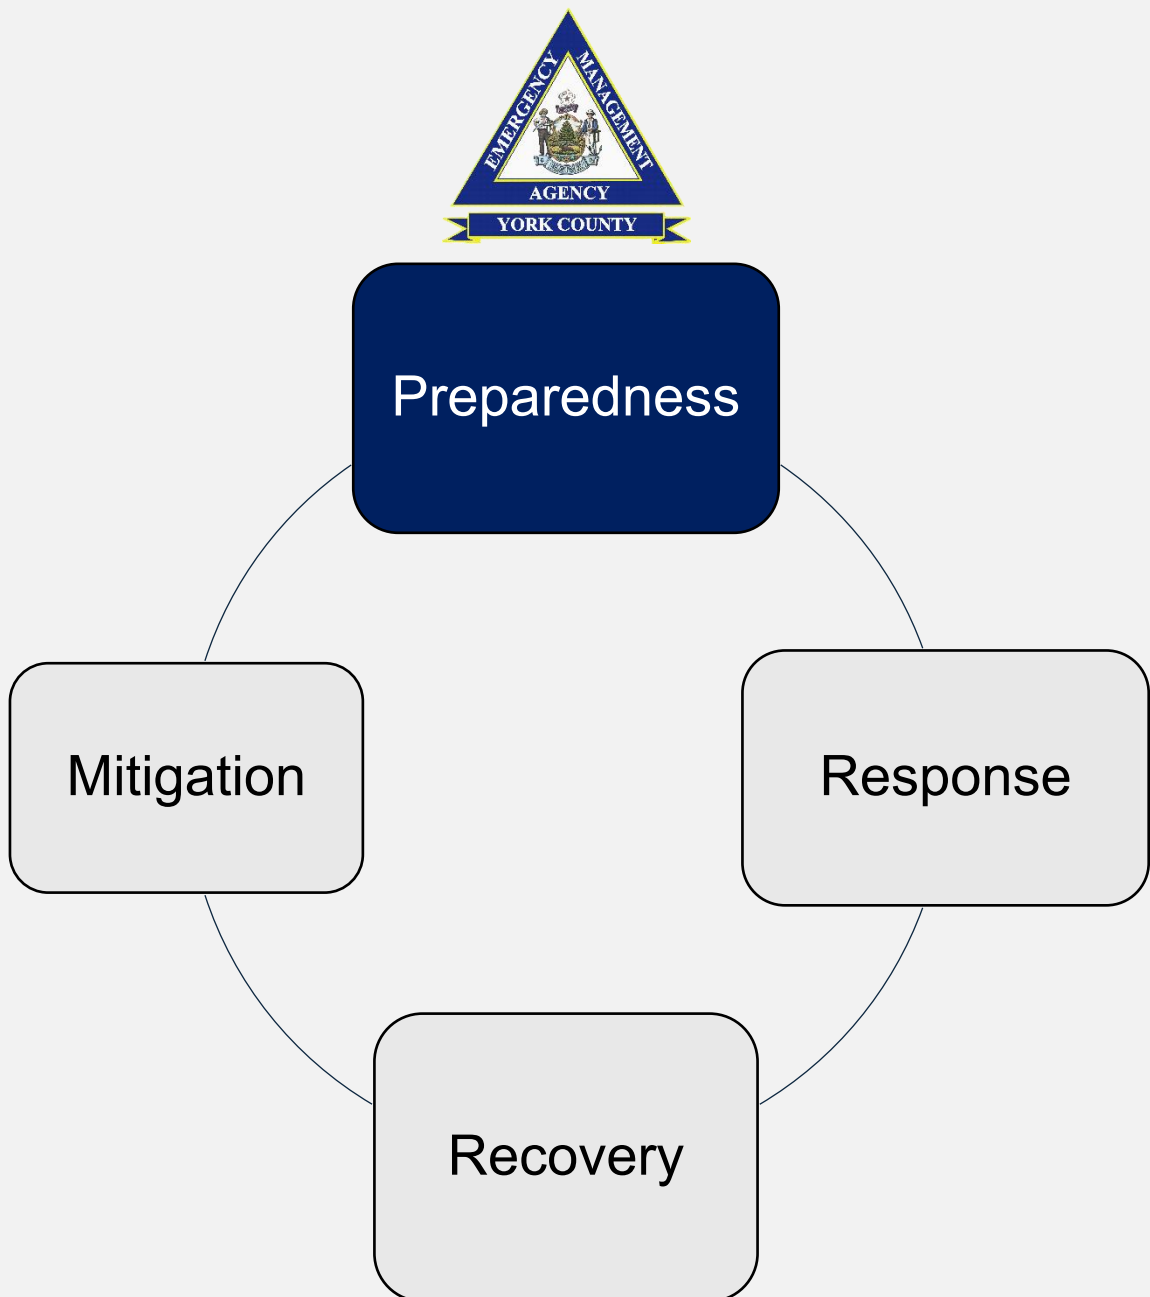 EMERGENCY
MANAGEMENT
AGENCY
YORK COUNTY
Preparedness
Mitigation
Response
Recovery